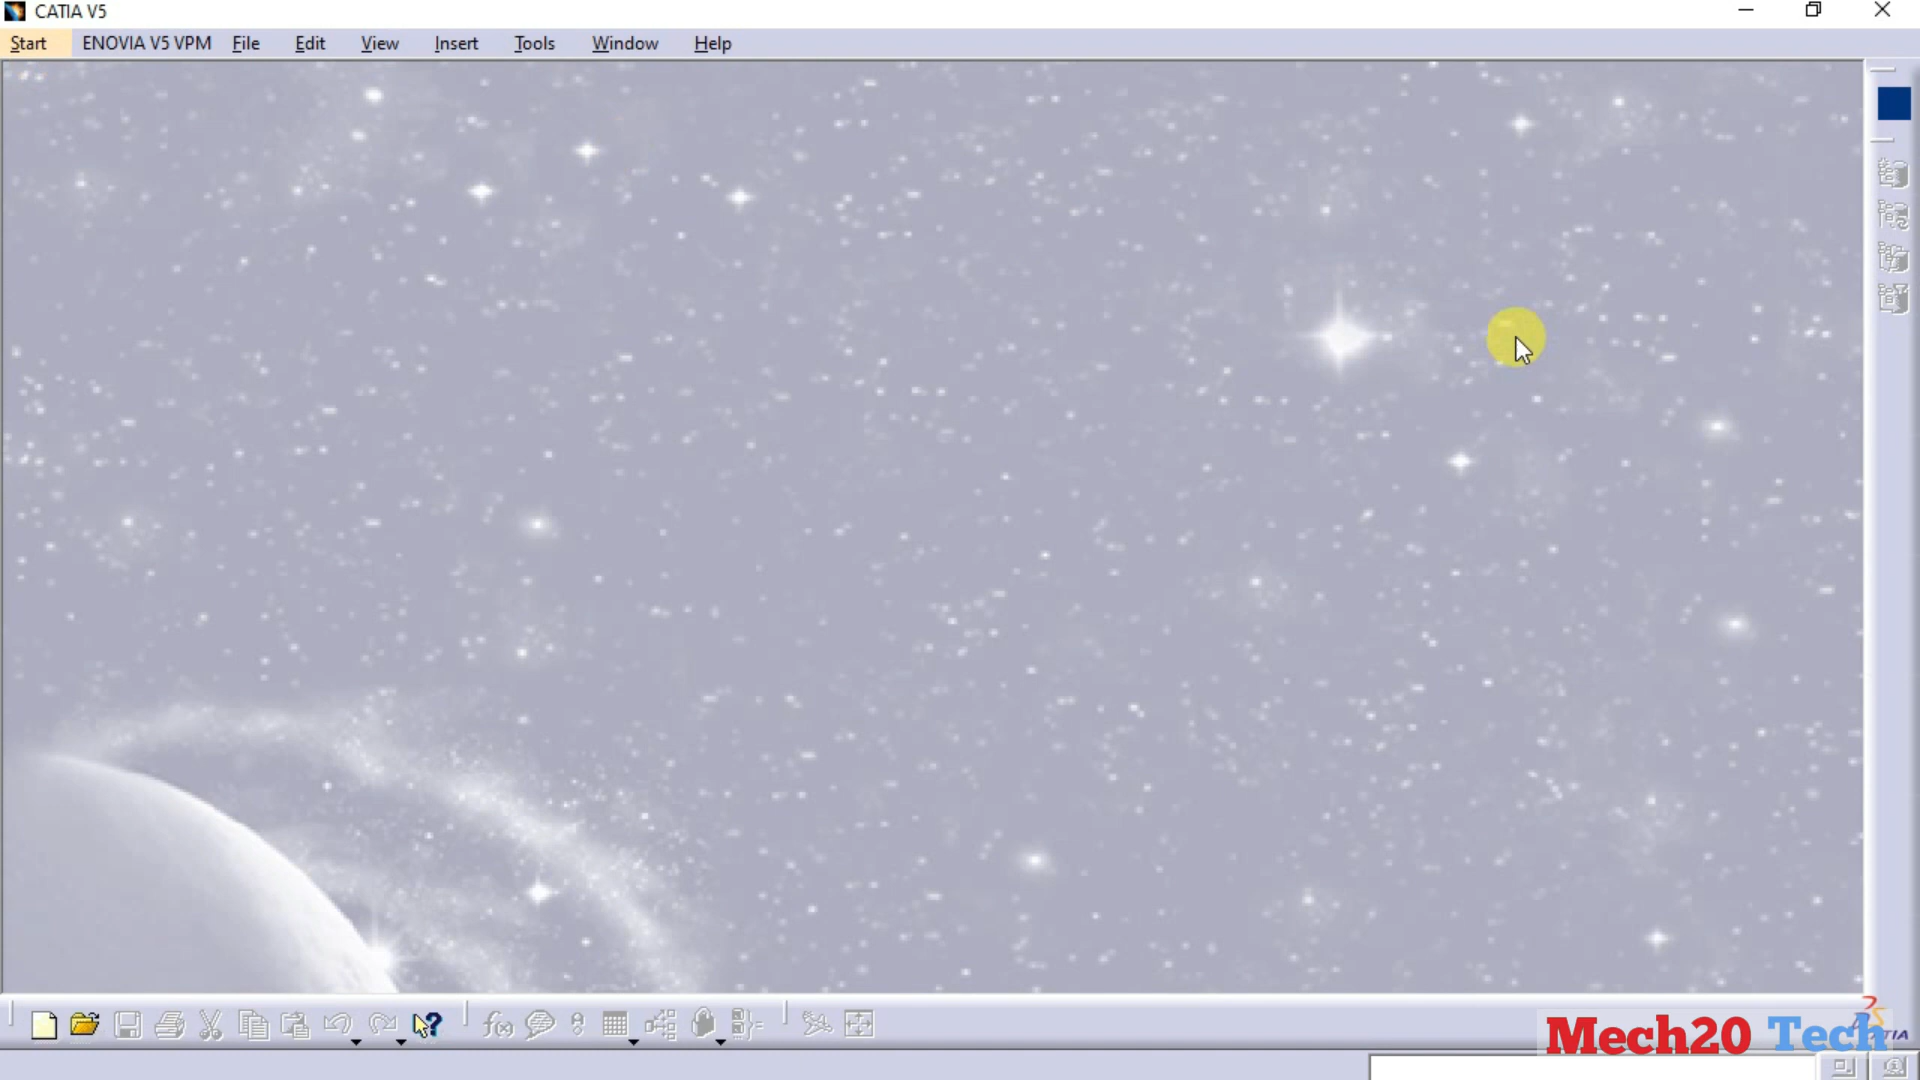 CATIA V5
Start ENOVIA V5 VPM File Edit View Insert Tools Window Help
f(x)
Mech20 Tech